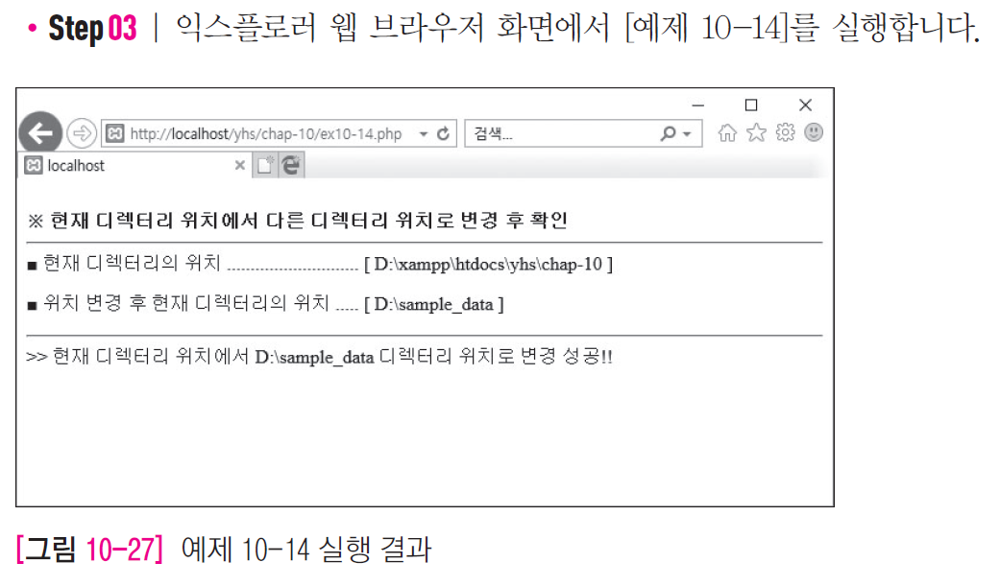 • Step 03 | 익스플로러 웹 브라우저 화면에서 [예제 10-14]를 실행합니다.
http://localhost/yhs/chap-10/ex10-14.php 검색...
localhost
※ 현재 디렉터리 위치에서 다른 디렉터리 위치로 변경 후 확인
■ 현재 디렉터리의 위치 ............................ [ D:\xampp\htdocs\yhs\chap-10 ]
■ 위치 변경 후 현재 디렉터리의 위치 ..... [ D:\sample_data ]
>> 현재 디렉터리 위치에서 D:\sample_data 디렉터리 위치로 변경 성공!!
[그림 10-27] 예제 10-14 실행 결과